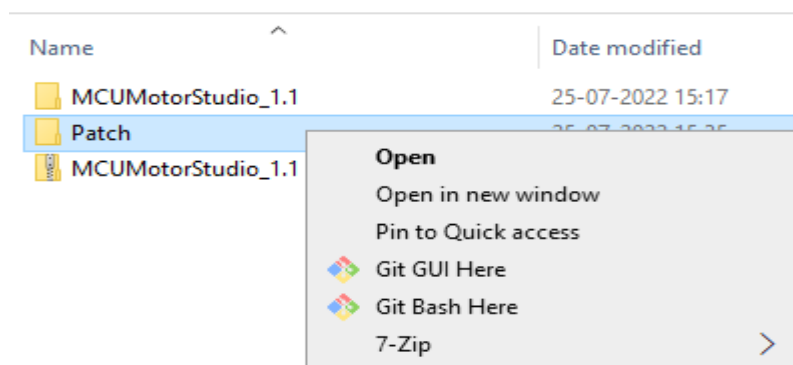 Name Date modified
MCUMotorStudio_1.1 25-07-2022 15:17
Patch
MCUMotorStudio_1.1
Open
Open in new window
Pin to Quick access
Git GUI Here
Git Bash Here
7-Zip